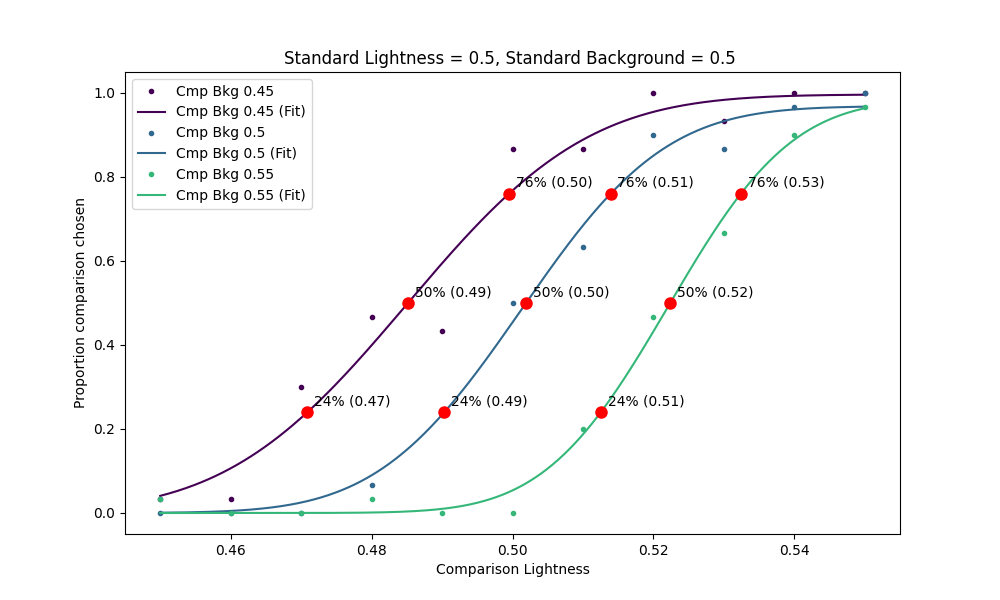 Standard Lightness = 0.5, Standard Background = 0.5
Cmp Bkg 0.45
Cmp Bkg 0.45 (Fit)
Cmp Bkg 0.5
Cmp Bkg 0.5 (Fit)
Cmp Bkg 0.55
Cmp Bkg 0.55 (Fit)
76% (0.50)
76% (0.51)
76% (0.53)
50% (0.49)
50% (0.50)
50% (0.52)
24% (0.47)
24% (0.49)
24% (0.51)
Proportion comparison chosen
1.0
0.8
0.6
0.4
0.2
0.0
0.46
0.48
0.50
0.52
0.54
Comparison Lightness